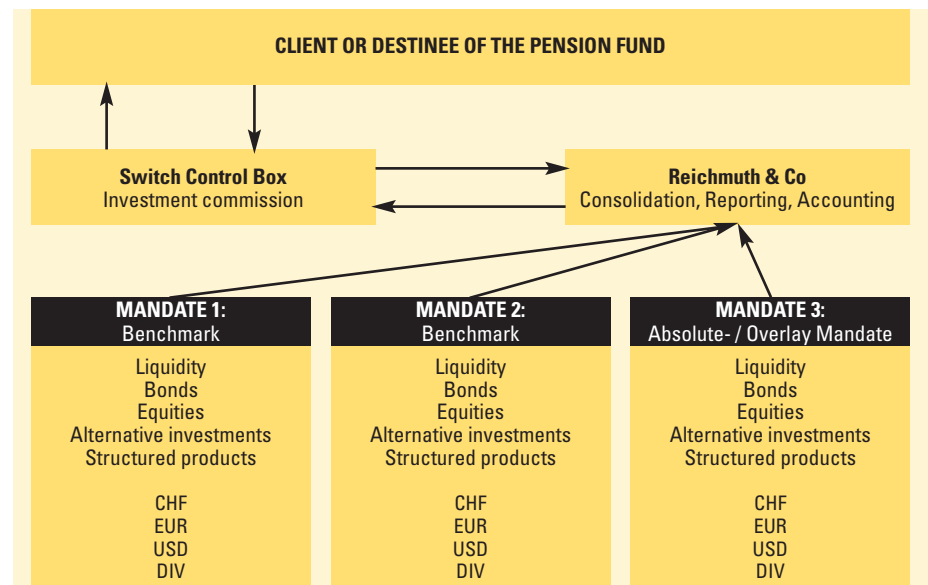 CLIENT OR DESTINEE OF THE PENSION FUND
Switch Control Box
Investment commission
Reichmuth & Co
Consolidation, Reporting, Accounting
MANDATE 1:
Benchmark
Liquidity
Bonds
Equities
Alternative investments
Structured products
CHF
EUR
USD
DIV
MANDATE 2:
Benchmark
Liquidity
Bonds
Equities
Alternative investments
Structured products
CHF
EUR
USD
DIV
MANDATE 3:
Absolute- / Overlay Mandate
Liquidity
Bonds
Equities
Alternative investments
Structured products
CHF
EUR
USD
DIV